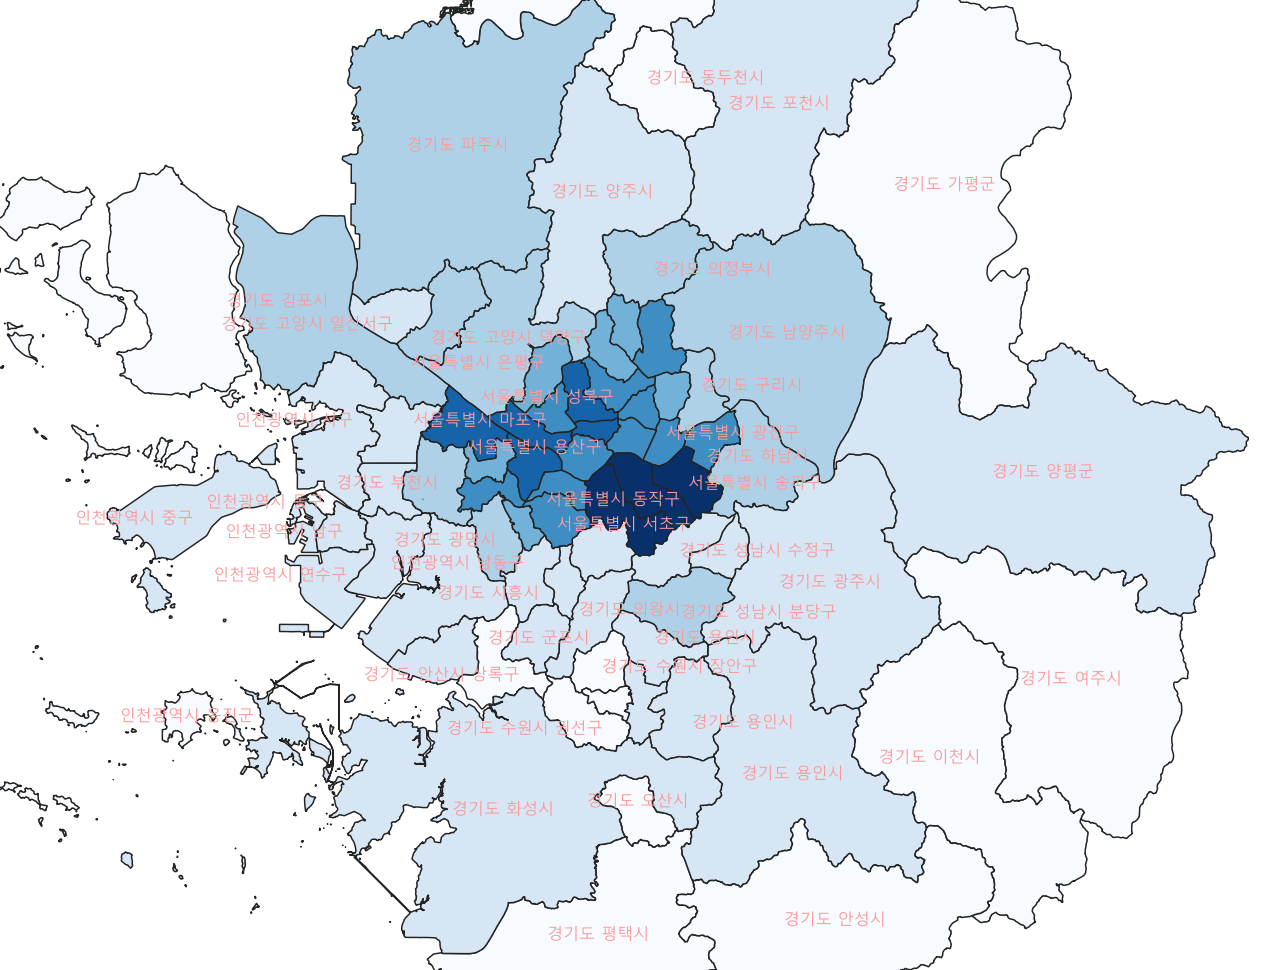 경기도 동두천시
경기도 포천시
경기도 파주시
경기도 가평군
경기도 양주시
경기도 의정부시
경기도 김포시
경기도 고양시 일산서구
경기도 남양주시
경기도 고양시 덕양구
서울특별시 은평구
경기도 구리시
서울특별시 성북구
인천광역시 서구
서울특별시 마포구
서울특별시 광진구
서울특별시 용산구
경기도 하남시
경기도 양평군
경기도 부천시
서울특별시 송파구
인천광역시 동구
서울특별시 동작구
인천광역시 중구
서울특별시 서초구
인천광역시 남구
경기도 광명시
경기도 성남시 수정구
인천광역시 남동구
인천광역시 연수구
경기도 광주시
경기도 시흥시
경기도 의왕시
경기도 성남시 분당구
경기도 군포시
경기도 용인시
경기도 수원시 장안구
경기도 안산시 상록구
경기도 여주시
인천광역시 옹진군
경기도 용인시
경기도 수원시 권선구
경기도 이천시
경기도 용인시
경기도 오산시
경기도 화성시
경기도 안성시
경기도 평택시